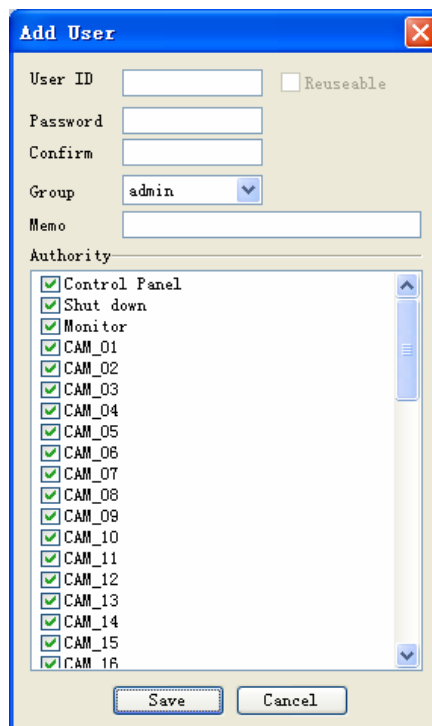 Add User
User ID
Reuseable
Password
Confirm
Group admin
Memo
Authority
Control Panel
Shut down
Monitor
CAM_01
CAM_02
CAM_03
CAM_04
CAM_05
CAM_06
CAM_07
CAM_08
CAM_09
CAM_10
CAM_11
CAM_12
CAM_13
CAM_14
CAM_15
CAM_16
Save Cancel